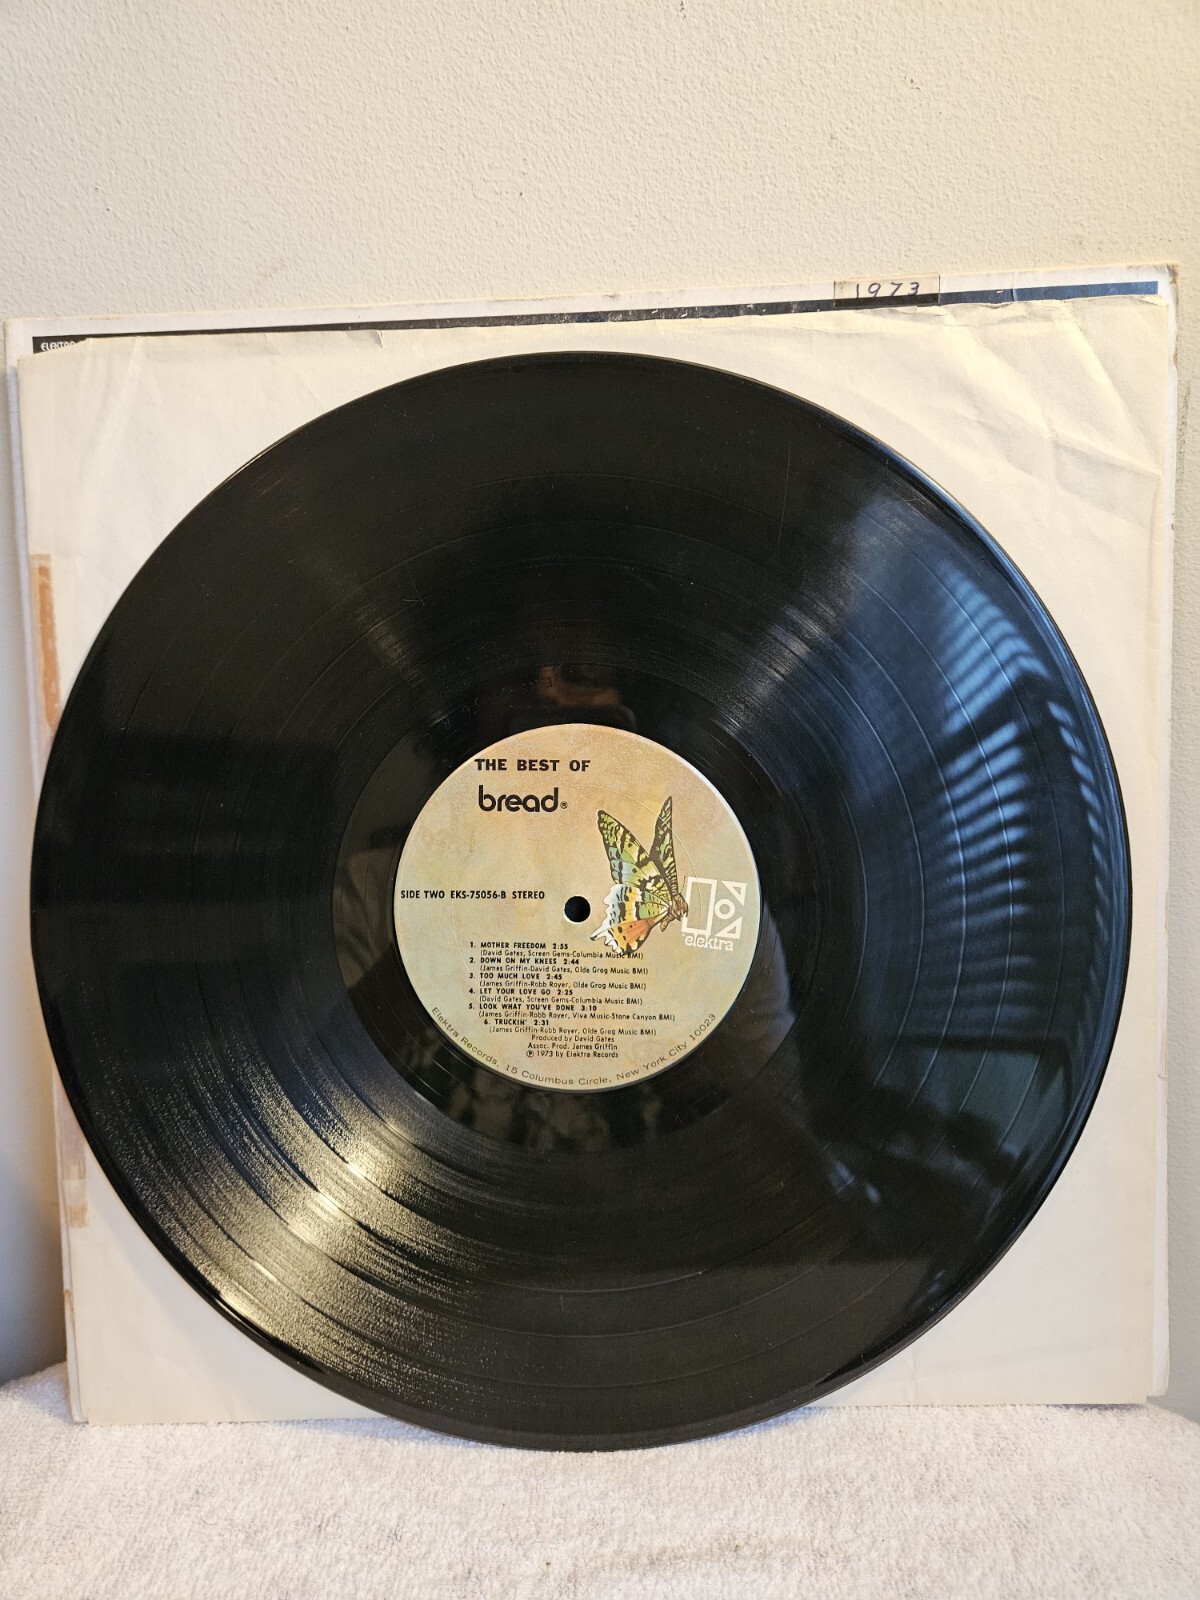 1973
ELEKTRA
THE BEST OF
bread®
SIDE TWO EKS-75056-B STEREO
elektra
1. MOTHER FREEDOM 2:55
(David Gates, Screen Gems-Columbia Music BMI)
2. DOWN ON MY KNEES 2:44
(James Griffin-David Gates, Olde Grog Music BMI)
3. TOO MUCH LOVE 2:45
(James Griffin-Robb Royer, Olde Grog Music BMI)
4. LET YOUR LOVE GO 2:25
(David Gates, Screen Gems-Columbia Music BMI)
5. LOOK WHAT YOU'VE DONE 3:10
(James Griffin-Robb Royer, Viva Music-Stone Canyon BMI)
6. TRUCKIN' 2:31
(James Griffin-Robb Royer, Olde Grog Music BMI)
Produced by David Gates
Assoc. Prod. James Griffin
℗ 1973 by Elektra Records
Elektra Records, 15 Columbus Circle, New York City 10023